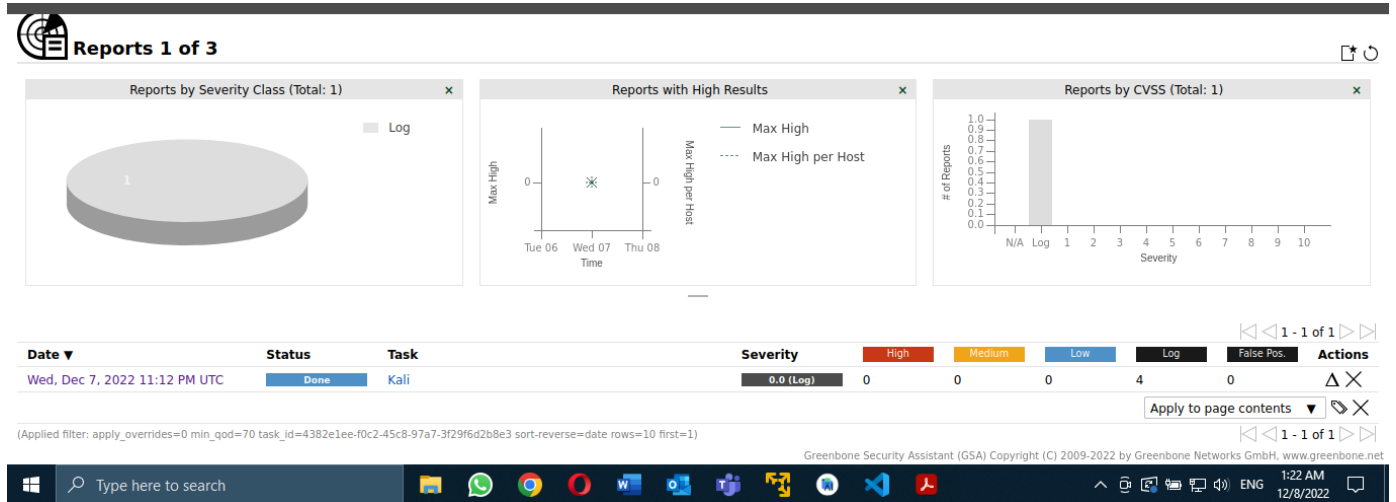 Reports 1 of 3
Reports by Severity Class (Total: 1) ×
Log
1
Reports with High Results ×
Max High
Max High per Host
Max High
0
0
Max High per Host
Tue 06 Wed 07 Thu 08
Time
Reports by CVSS (Total: 1) ×
# of Reports
1.0
0.9
0.8
0.7
0.6
0.5
0.4
0.3
0.2
0.1
0.0
N/A Log 1 2 3 4 5 6 7 8 9 10
Severity
1 - 1 of 1
Date ▼ Status Task Severity High Medium Low Log False Pos. Actions
Wed, Dec 7, 2022 11:12 PM UTC Done Kali 0.0 (Log) 0 0 0 4 0
Apply to page contents ▼
(Applied filter: apply_overrides=0 min_qod=70 task_id=4382e1ee-f0c2-45c8-97a7-3f29f6d2b8e3 sort-reverse=date rows=10 first=1)
1 - 1 of 1
Greenbone Security Assistant (GSA) Copyright (C) 2009-2022 by Greenbone Networks GmbH, www.greenbone.net
Type here to search
ENG
1:22 AM
12/8/2022